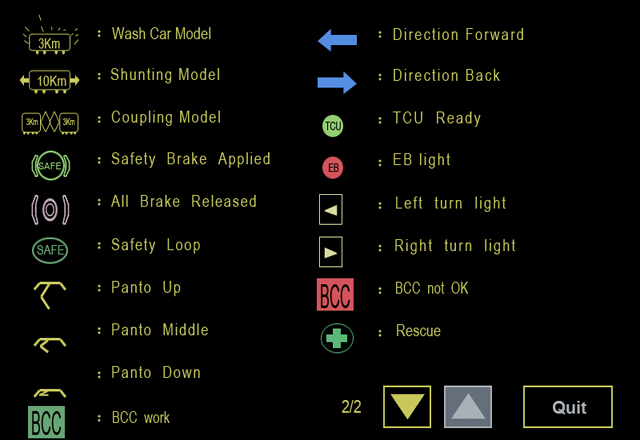 3Km : Wash Car Model
10Km : Shunting Model
3Km 3Km : Coupling Model
SAFE : Safety Brake Applied
: All Brake Released
SAFE : Safety Loop
: Panto Up
: Panto Middle
: Panto Down
BCC : BCC work
: Direction Forward
: Direction Back
TCU : TCU Ready
EB : EB light
: Left turn light
: Right turn light
BCC : BCC not OK
: Rescue
2/2
Quit